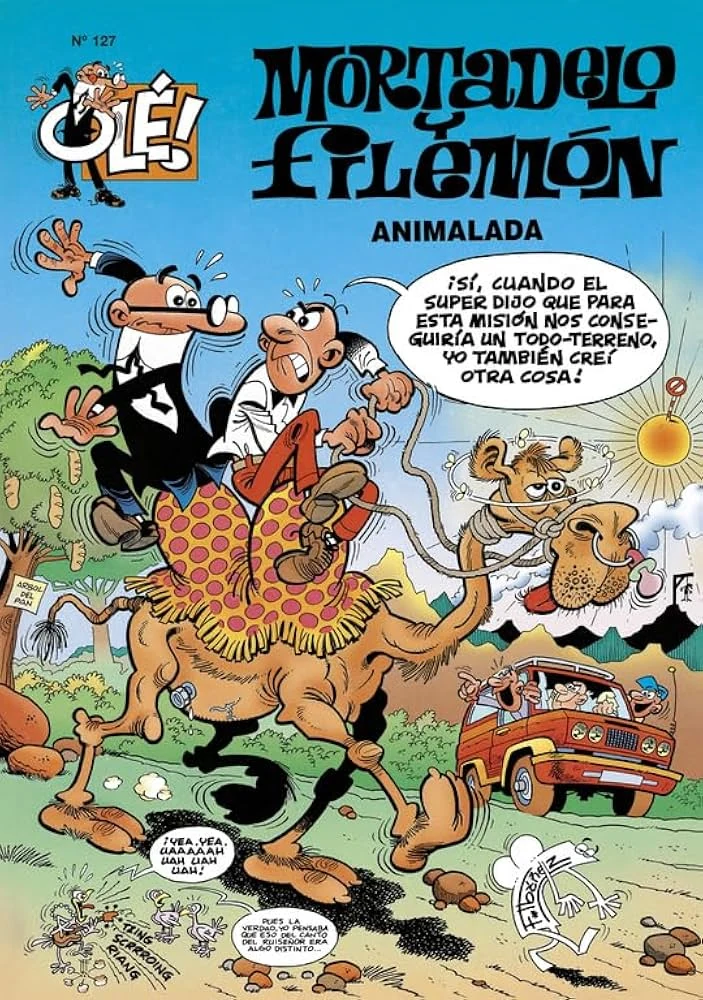 Nº 127
OLÉ!
MORTADELO
Y
FILEMÓN
ANIMALADA
¡SÍ, CUANDO EL
SUPER DIJO QUE PARA
ESTA MISIÓN NOS CONSE-
GUIRÍA UN TODO-TERRENO,
YO TAMBIÉN CREÍ
OTRA COSA!
ARBOL
DEL
PAN
¡YEA, YEA,
UAAAAAH
UAH UAH
UAH!
TZING
SCRRROING
RIANG
PUES LA
VERDAD, YO PENSABA
QUE ESO DEL CANTO
DEL RUISEÑOR ERA
ALGO DISTINTO...
F. Ibáñez